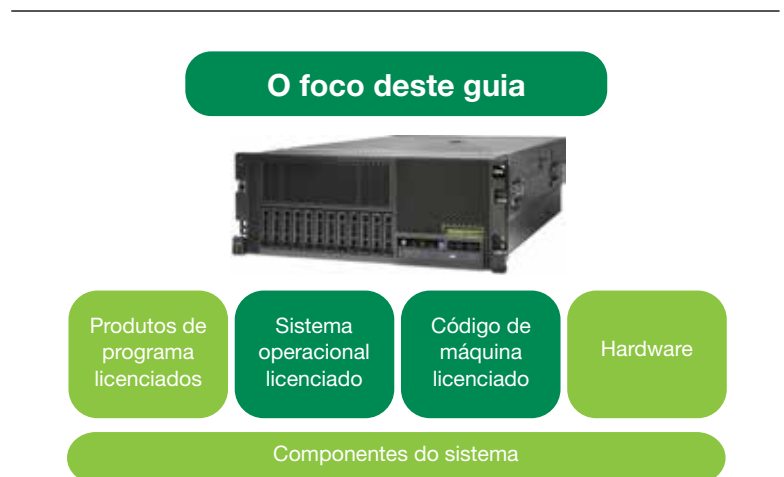 O foco deste guia
Produtos de
programa
licenciados
Sistema
operacional
licenciado
Código de
máquina
licenciado
Hardware
Componentes do sistema